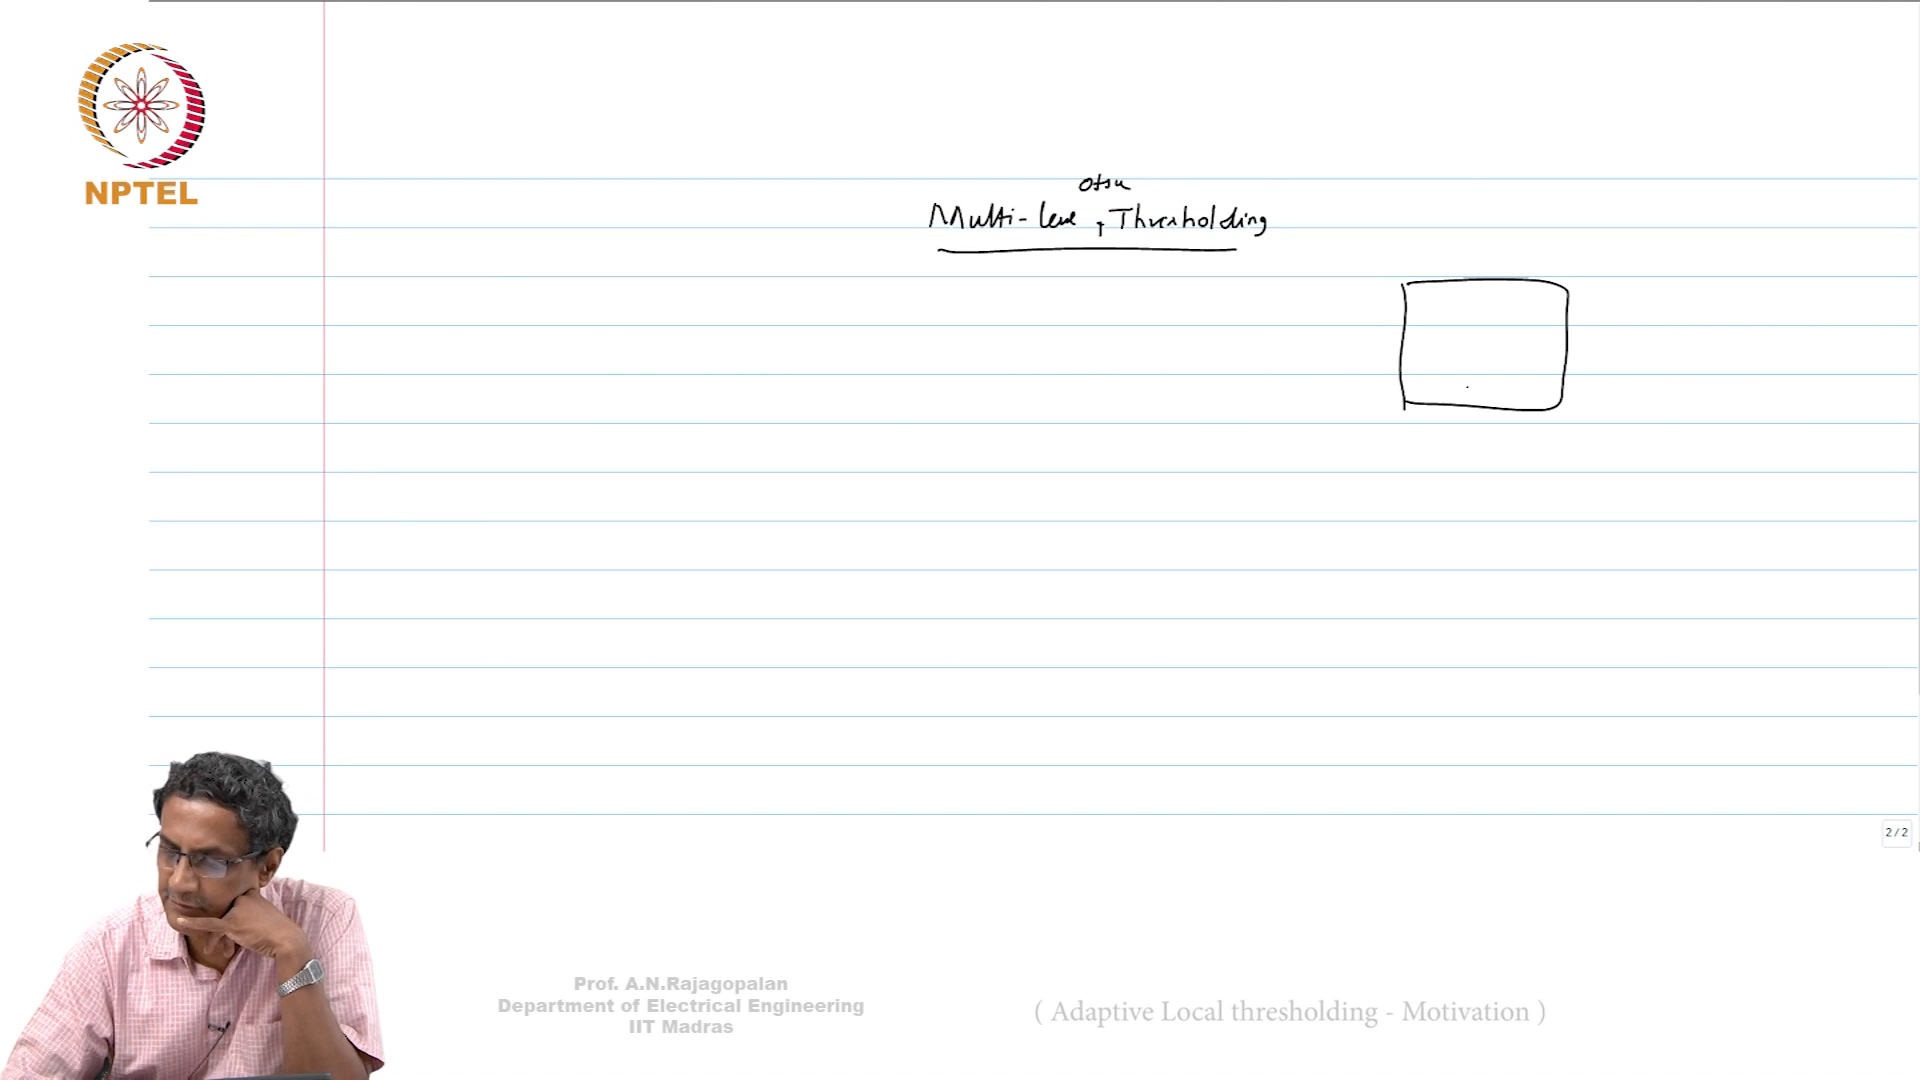 NPTEL
Otsu
Multi-level Thresholding
2/2
Prof. A.N.Rajagopalan
Department of Electrical Engineering
IIT Madras
( Adaptive Local thresholding - Motivation )